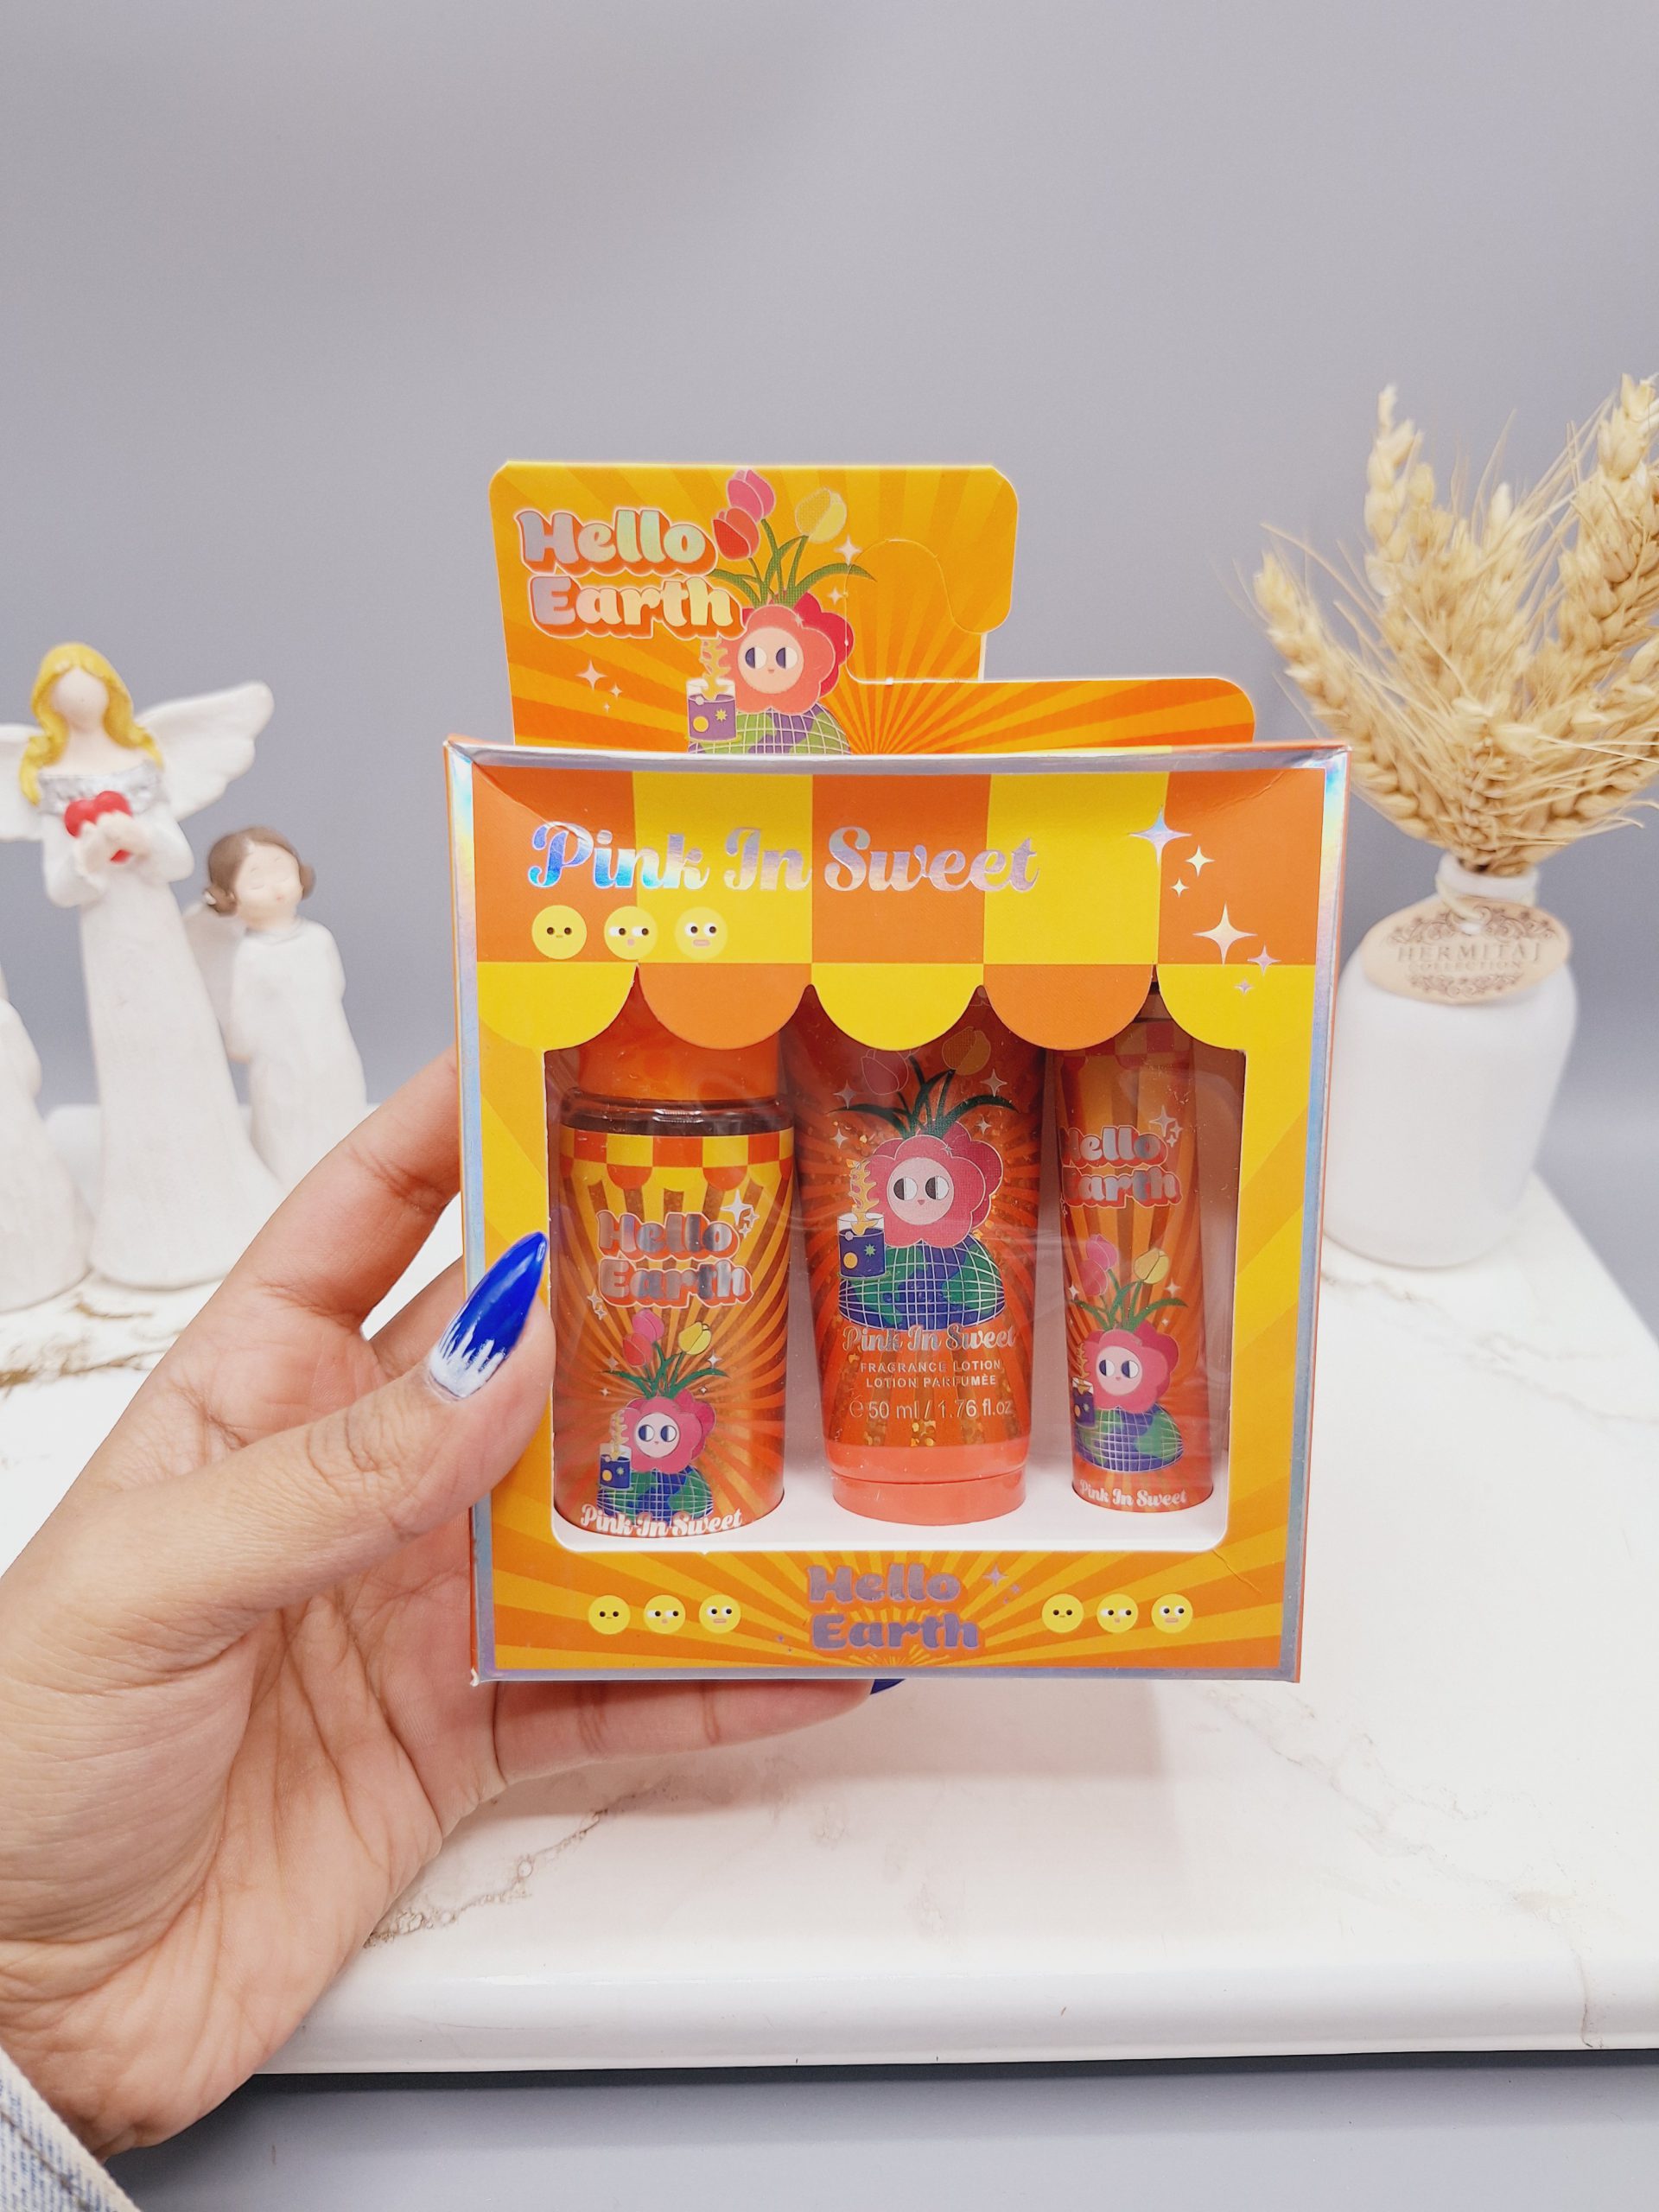 Hello
Earth
Pink In Sweet
Hello
Earth
Pink In Sweet
Pink In Sweet
FRAGRANCE LOTION
LOTION PARFUMÉE
℮ 50 ml / 1.76 fl.oz
Hello
Earth
Pink In Sweet
Hello
Earth
HERMITAJ
COLLECTION